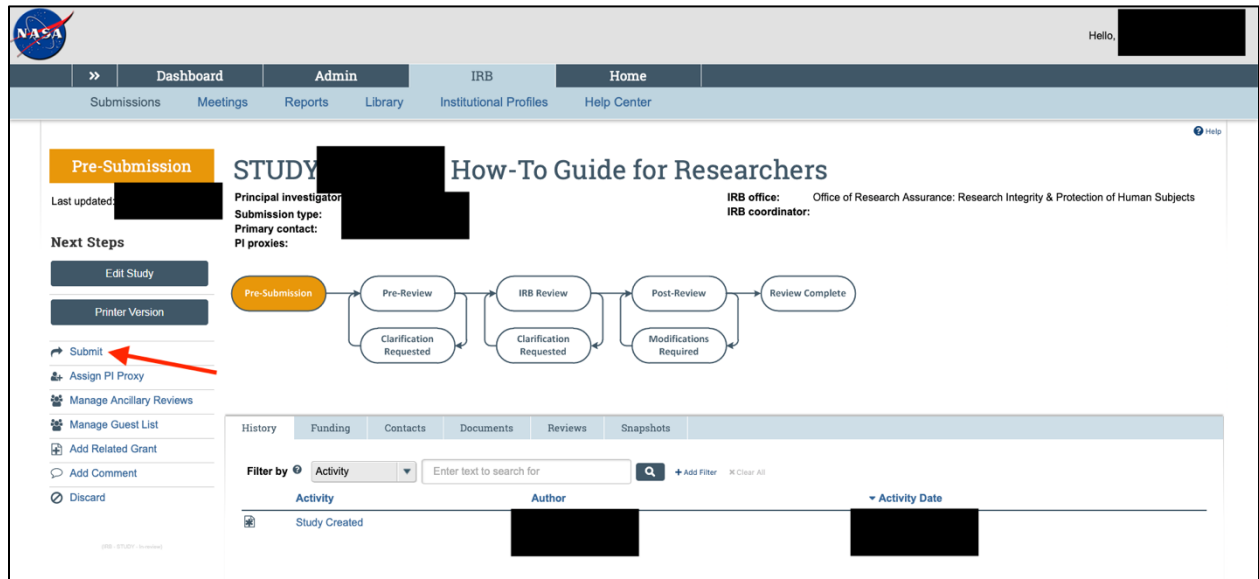 NASA
Hello,
» Dashboard Admin IRB Home
Submissions Meetings Reports Library Institutional Profiles Help Center
Help
Pre-Submission
Last updated:
STUDY How-To Guide for Researchers
Principal investigator
Submission type:
Primary contact:
PI proxies:
IRB office: Office of Research Assurance: Research Integrity & Protection of Human Subjects
IRB coordinator:
Next Steps
Edit Study
Printer Version
Submit
Assign PI Proxy
Manage Ancillary Reviews
Manage Guest List
Add Related Grant
Add Comment
Discard
Pre-Submission
Pre-Review
IRB Review
Post-Review
Review Complete
Clarification
Requested
Clarification
Requested
Modifications
Required
History Funding Contacts Documents Reviews Snapshots
Filter by Activity Enter text to search for + Add Filter × Clear All
Activity Author Activity Date
Study Created